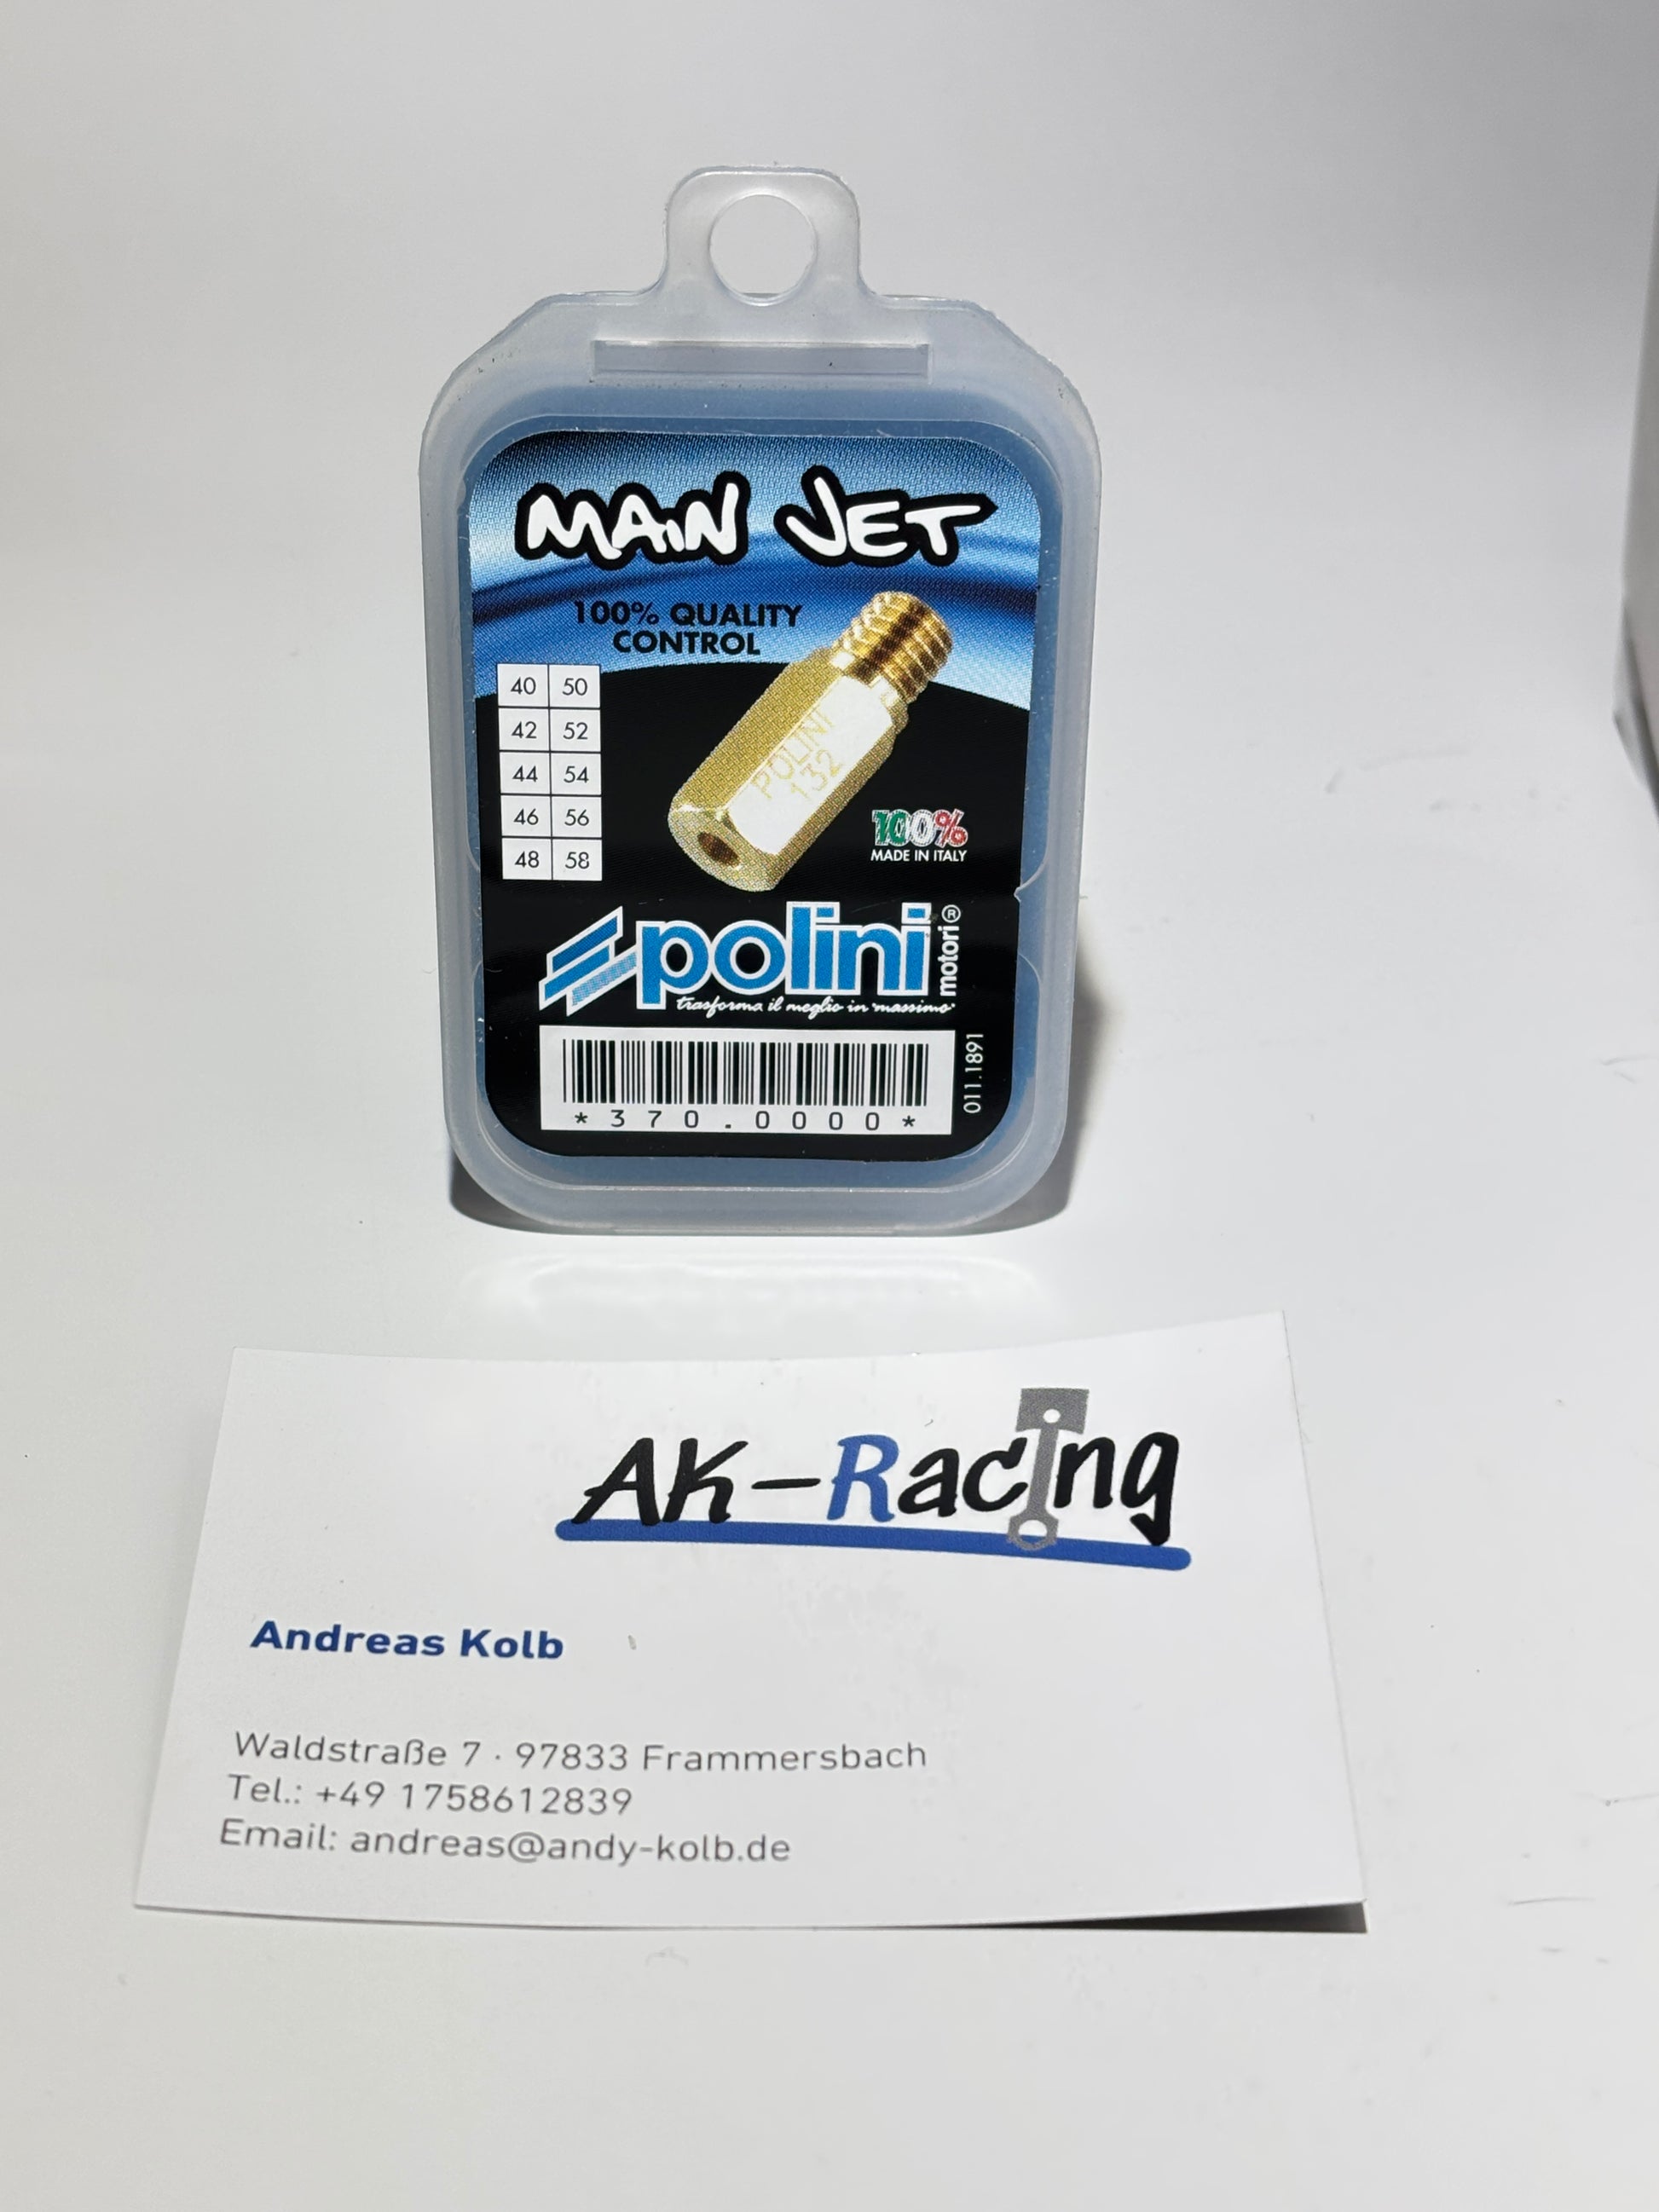 MAIN JET
100% QUALITY
CONTROL
40 50
42 52
44 54
46 56
48 58
POLINI
132
100%
MADE IN ITALY
polini motori®
trasforma il meglio in "massimo"
*370.0000*
011.1891
AK-Racing
Andreas Kolb
Waldstraße 7 · 97833 Frammersbach
Tel.: +49 1758612839
Email: andreas@andy-kolb.de